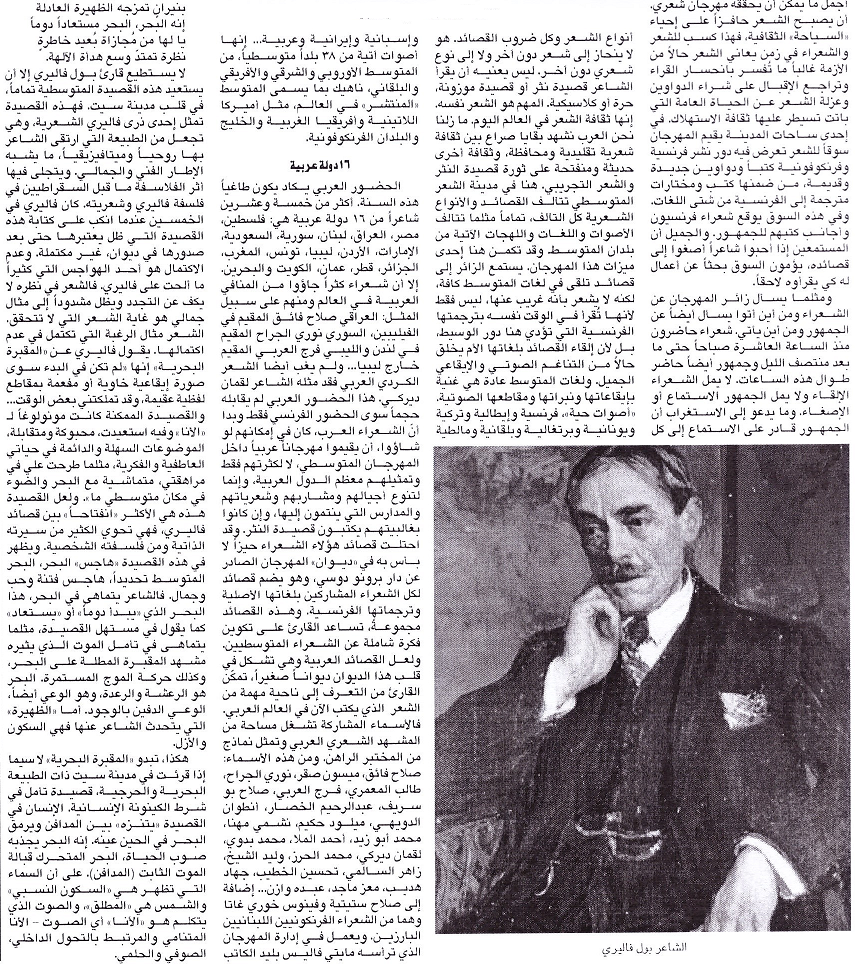 أجمل ما يمكن أن يحققه مهرجان شعري،
أن يصبح الشعر حافزاً على إحياء
«السياحة» الثقافية، فهذا كسب للشعر
والشعراء في زمن يعاني الشعر حالاً من
الأزمة غالباً ما تُفسر بانحسار القراء
وتراجع الإقبال على شراء الدواوين
وعزلة الشعر عن الحياة العامة التي
باتت تسيطر عليها ثقافة الاستهلاك. في
إحدى ساحات المدينة يقيم المهرجان
سوقاً للشعر تعرض فيه دور نشر فرنسية
وفرنكوفونية كتباً ودواوين جديدة
وقديمة، من ضمنها كتب ومختارات
مترجمة إلى الفرنسية من شتى اللغات.
وفي هذه السوق يوقع شعراء فرنسيون
وأجانب كتبهم للجمهور. والجميل أن
المستمعين إذا أحبوا شاعراً أصغوا إلى
قصائده، يؤمون السوق بحثاً عن أعمال
له كي يقرأوه لاحقاً.
ومثلما يسأل زائر المهرجان عن
الشعراء ومن أين أتوا يسأل أيضاً عن
الجمهور ومن أين يأتي. شعراء حاضرون
منذ الساعة العاشرة صباحاً حتى ما
بعد منتصف الليل وجمهور أيضاً حاضر
طوال هذه الساعات. لا يمل الشعراء
الإلقاء ولا يمل الجمهور الاستماع أو
الإصغاء. وما يدعو إلى الاستغراب أن
الجمهور قادر على الاستماع إلى كل
أنواع الشعر وكل ضروب القصائد. هو
لا ينحاز إلى شعر دون آخر ولا إلى نوع
شعري دون آخر. ليس يعنيه أن يقرأ
الشاعر قصيدة نثر أو قصيدة موزونة،
حرة أو كلاسيكية. المهم هو الشعر نفسه.
إنها ثقافة الشعر في العالم اليوم. ما زلنا
نحن العرب نشهد بقايا صراع بين ثقافة
شعرية تقليدية ومحافظة، وثقافة أخرى
حديثة ومنفتحة على ثورة قصيدة النثر
والشعر التجريبي. هنا في مدينة الشعر
المتوسطي تتآلف القصائد والأنواع
الشعرية كل التآلف، تماماً مثلما تتآلف
الأصوات واللغات واللهجات الآتية من
بلدان المتوسط. وقد تكمن هنا إحدى
ميزات هذا المهرجان. يستمع الزائر إلى
قصائد تلقى في لغات المتوسط كافة،
لكنه لا يشعر بأنه غريب عنها، ليس فقط
لأنها تُقرأ في الوقت نفسه بترجمتها
الفرنسية التي تؤدي هنا دور الوسيط،
بل لأن إلقاء القصائد بلغاتها الأم يخلق
حالاً من التناغم الصوتي والإيقاعي
الجميل. ولغات المتوسط عادة هي غنية
بإيقاعاتها ونبراتها ومقاطعها الصوتية.
«أصوات حية»، فرنسية وإيطالية وتركية
ويونانية وبرتغالية وبلقانية ومالطية
وإسبانية وإيرانية وعربية... إنها
أصوات آتية من ٣٨ بلداً متوسطياً، من
المتوسط الأوروبي والشرقي والأفريقي
والبلقاني، ناهيك بما يسمى المتوسط
«المنتشر» في العالم، مثل أميركا
اللاتينية وإفريقيا الغربية والخليج
والبلدان الفرنكوفونية.
١٦ دولة عربية
الحضور العربي يكاد يكون طاغياً
هذه السنة. أكثر من خمسة وعشرين
شاعراً من ١٦ دولة عربية هي: فلسطين،
مصر، العراق، لبنان، سورية، السعودية،
الإمارات، الأردن، ليبيا، تونس، المغرب،
الجزائر، قطر، عمان، الكويت والبحرين.
إلا أن شعراء كثراً جاؤوا من المنافي
العربية في العالم ومنهم على سبيل
المثل: العراقي صلاح فائق المقيم في
الفيليبين، السوري نوري الجراح المقيم
في لندن والليبي فرج العربي المقيم
خارج ليبيا... ولم يغب أيضا الشعر
الكردي العربي فقد مثله الشاعر لقمان
ديركي. هذا الحضور العربي لم يقابله
حجماً سوى الحضور الفرنسي فقط وبدا
أن الشعراء العرب، كان في إمكانهم لو
شاؤوا، أن يقيموا مهرجاناً عربياً داخل
المهرجان المتوسطي، لا لكثرتهم فقط
وتمثيلهم معظم الدول العربية، وإنما
لتنوع أجيالهم ومشاربهم وشعرياتهم
والمدارس التي ينتمون إليها، وإن كانوا
بغالبيتهم يكتبون قصيدة النثر. وقد
احتلت قصائد هؤلاء الشعراء حيزاً لا
بأس به في «ديوان» المهرجان الصادر
عن دار برونو دوسي، وهو يضم قصائد
لكل الشعراء المشاركين بلغاتها الأصلية
وترجماتها الفرنسية. وهذه القصائد
مجموعةً، تساعد القارئ على تكوين
فكرة شاملة عن الشعراء المتوسطيين.
ولعل القصائد العربية وهي تشكل في
قلب هذا الديوان ديواناً صغيراً، تمكّن
القارئ من التعرف إلى ناحية مهمة من
الشعر الذي يكتب الآن في العالم العربي.
فالأسماء المشاركة تشغل مساحة من
المشهد الشعري العربي وتمثل نماذج
من المختبر الراهن. ومن هذه الأسماء:
صلاح فائق، ميسون صقر، نوري الجراح،
طالب المعمري، فرج العربي، صلاح بو
سريف، عبدالرحيم الخصار، أنطوان
الدويهي، ميلود حكيم، نشمي مهنا،
محمد أبو زيد، أحمد الملا، محمد بدوي،
لقمان ديركي، محمد الحرز، وليد الشيخ،
زاهر السالمي، تحسين الخطيب، جهاد
هديب، معز ماجد، عبده وازن... إضافة
إلى صلاح ستيتية وفينوس خوري غاتا
وهما من الشعراء الفرنكوفونيين اللبنانيين
البارزين. ويعمل في إدارة المهرجان
الذي ترأسه مايتي فاليس بليد الكاتب
بنيران تمزجه الظهيرة العادلة
إنه البحر، البحر مستعاداً دوماً
يا لها من مُجازاة بُعيد خاطرة
نظرة تمتد وسع هدأة الآلهة.
لا يستطيع قارئ بول فاليري إلا أن
يستعيد هذه القصيدة المتوسطية تماماً،
في قلب مدينة سيت. فهذه القصيدة
تمثل إحدى ذرى فاليري الشعرية، وهي
تجعل من الطبيعة التي ارتقى الشاعر
بها روحياً وميتافيزيقياً، ما يشبه
الإطار الفني والجمالي. ويتجلى فيها
أثر الفلاسفة ما قبل السقراطيين في
فلسفة فاليري وشعريته. كان فاليري في
الخمسين عندما انكب على كتابة هذه
القصيدة التي ظل يعتبرها حتى بعد
صدورها في ديوان، غير مكتملة. وعدم
الاكتمال هو أحد الهواجس التي كثيراً
ما ألحت على فاليري. فالشعر في نظره لا
يكف عن التجدد ويظل مشدوداً إلى مثال
جمالي هو غاية الشعر التي لا تتحقق.
الشعر مثال الرغبة التي تكتمل في عدم
اكتمالها. يقول فاليري عن «المقبرة
البحرية» إنها «لم تكن في البدء سوى
صورة إيقاعية خاوية أو مفعمة بمقاطع
لفظية عقيمة، وقد تملكتني بعض الوقت...
والقصيدة الممكنة كانت مونولوغاً لـ
«الأنا» وفيه استعيدت، محبوكة ومتقابلة،
الموضوعات السهلة والدائمة في حياتي
العاطفية والفكرية، مثلما طرحت علي في
مراهقتي، متماشية مع البحر والضوء
في مكان متوسطي ما». ولعل القصيدة
هذه هي الأكثر «انفتاحاً» بين قصائد
فاليري، فهي تحوي الكثير من سيرته
الذاتية ومن فلسفته الشخصية. ويظهر
في هذه القصيدة «هاجس» البحر، البحر
المتوسط تحديداً، هاجس فتنة وحب
وجمال. فالشاعر يتماهى في البحر، هذا
البحر الذي «يبدأ دوماً» أو «يستعاد»
كما يقول في مستهل القصيدة، مثلما
يتماهى في تأمل الموت الذي يثيره
مشهد المقبرة المطلة على البحر،
وكذلك حركة الموج المستمرة. البحر
هو الرعشة والرعدة، وهو الوعي أيضاً،
الوعي الدفين بالوجود. أما «الظهيرة»
التي يتحدث الشاعر عنها فهي السكون
والأزل.
هكذا، تبدو «المقبرة البحرية» لا سيما
إذا قرئت في مدينة سيت ذات الطبيعة
البحرية والحرجية، قصيدة تأمل في
شرط الكينونة الإنسانية. الإنسان في
القصيدة «يتنزه» بين المدافن ويرمق
البحر في الحين عينه. إنه البحر يجذبه
صوب الحياة، البحر المتحرك قبالة
الموت الثابت (المدافن). على أن السماء
التي تظهر هي «السكون النسبي»
والشمس هي «المطلق»، والصوت الذي
يتكلم هو «الأنا» أي الصوت - الأنا
المتنامي والمرتبط بالتحول الداخلي،
الصوفي والحلمي.
الشاعر بول فاليري